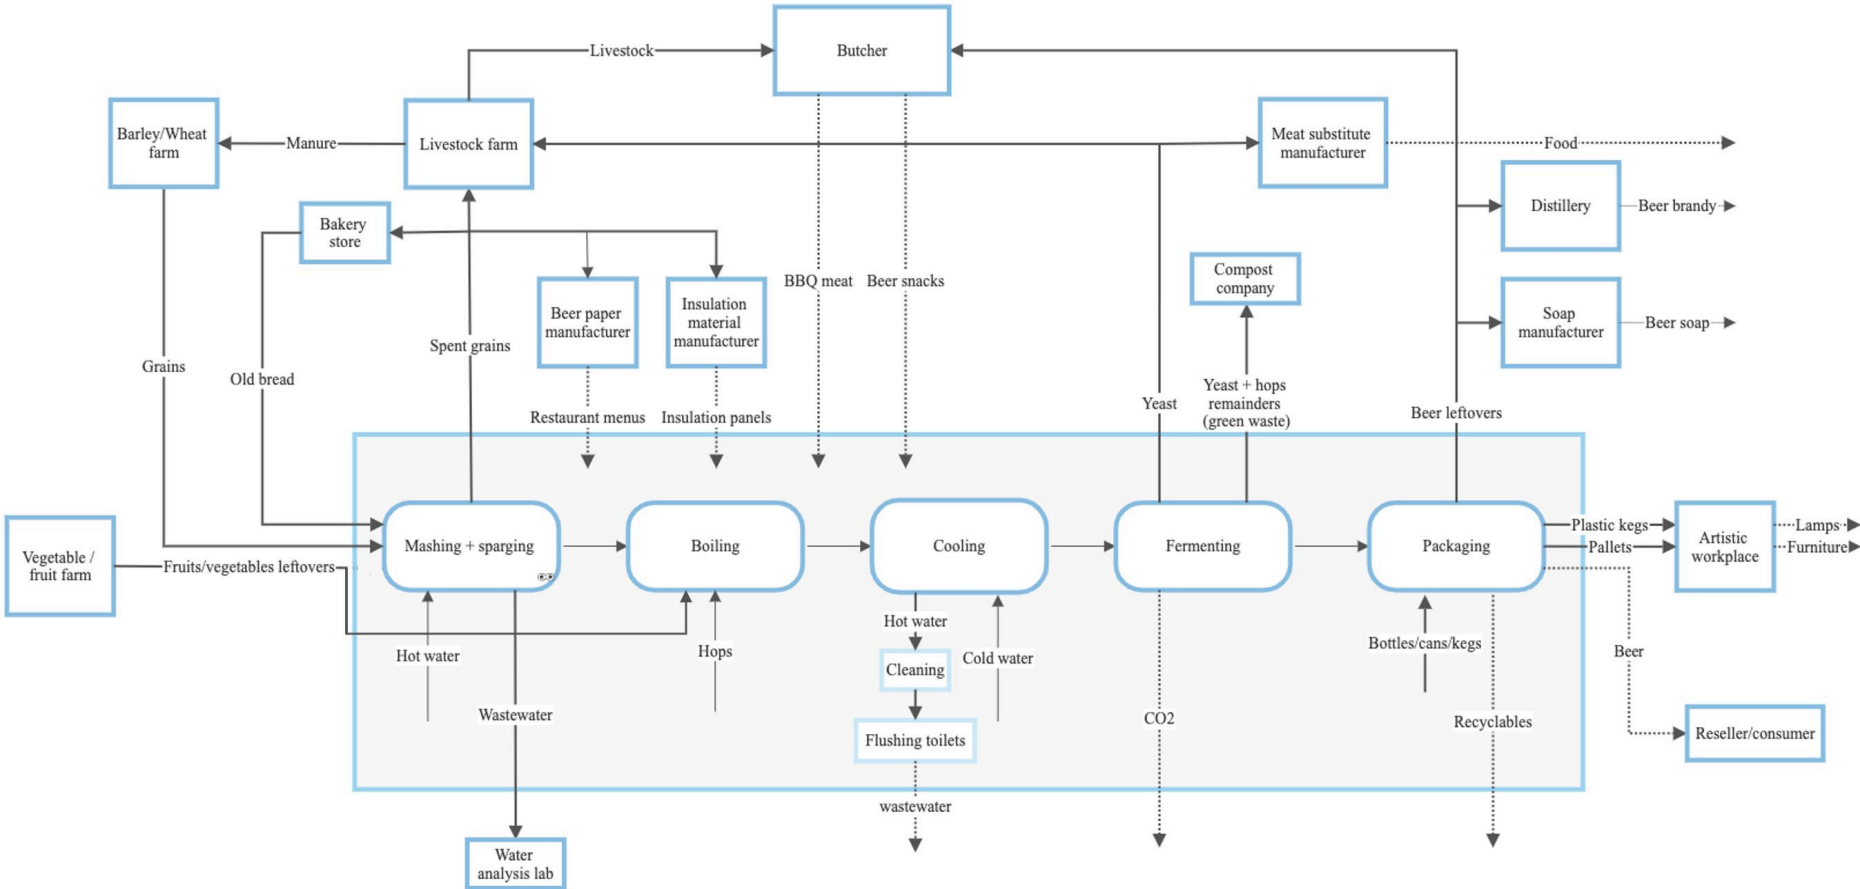 Livestock
Butcher
Barley/Wheat
farm
Manure
Livestock farm
Meat substitute
manufacturer
Food
Bakery
store
Distillery
Beer brandy
BBQ meat
Beer snacks
Compost
company
Beer paper
manufacturer
Insulation
material
manufacturer
Soap
manufacturer
Beer soap
Spent grains
Grains
Old bread
Restaurant menus
Insulation panels
Yeast
Yeast + hops
remainders
(green waste)
Beer leftovers
Vegetable /
fruit farm
Fruits/vegetables leftovers
Mashing + sparging
Boiling
Cooling
Fermenting
Packaging
Plastic kegs
Pallets
Artistic
workplace
Lamps
Furniture
Hot water
Hops
Hot water
Cleaning
Cold water
Bottles/cans/kegs
Beer
Wastewater
Flushing toilets
CO2
Recyclables
Reseller/consumer
wastewater
Water
analysis lab